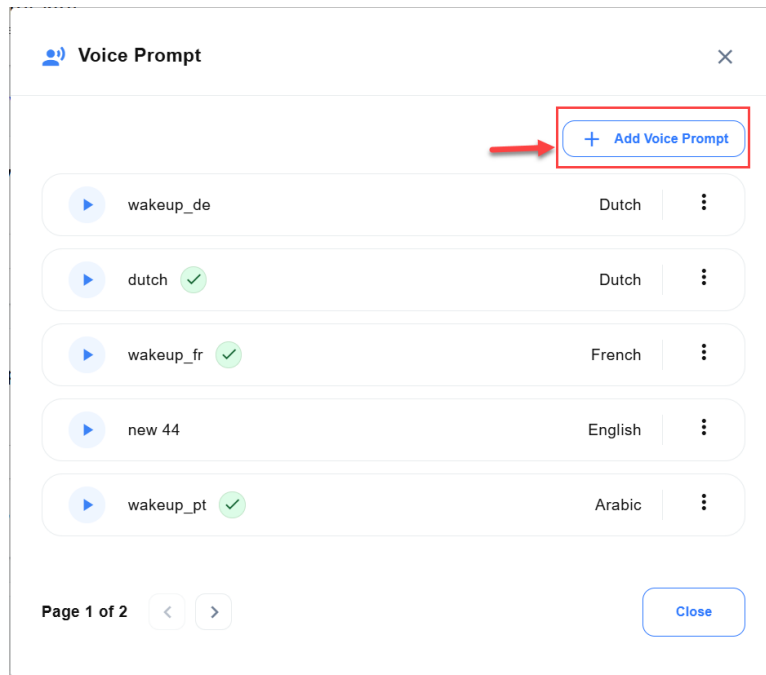 Voice Prompt
Add Voice Prompt
wakeup_de Dutch
dutch Dutch
wakeup_fr French
new 44 English
wakeup_pt Arabic
Page 1 of 2
Close